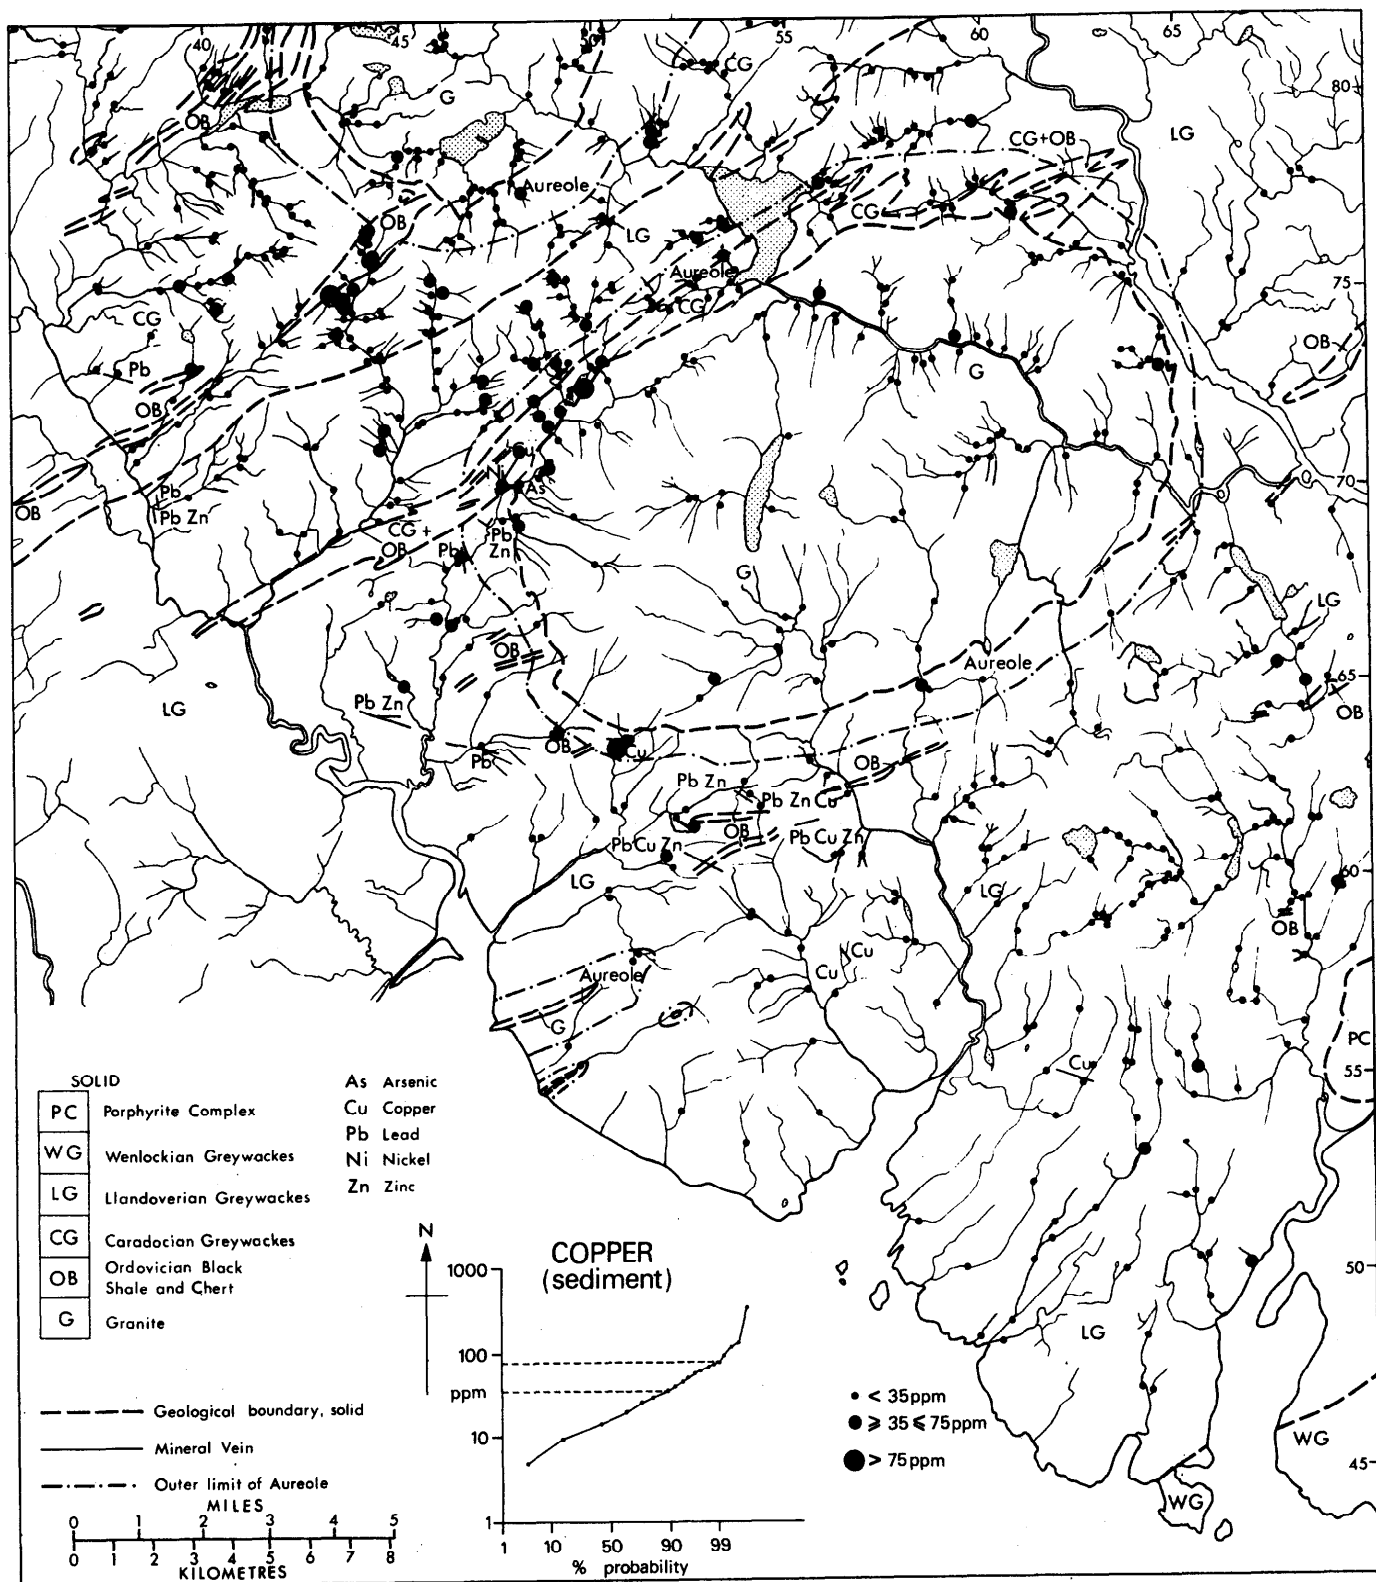 40 45 50 55 60 65
CG
G
80
OB
CG+OB
LG
Aureole
OB
LG
CG
Aureole
75
CG
CG
OB
Pb
G
OB
Cu
Ni
As
70
Pb
OB
Pb Zn
CG +
OB
Pb
Pb
Zn
G
LG
OB
Aureole
65
LG
Pb Zn
OB
OB
Cu
Pb
OB
Pb Zn
Pb Zn Cu
OB
Pb Cu Zn
Pb Cu Zn
LG
LG
60
OB
Cu
Aureole
Cu
G
PC
Cu
55
SOLID
PC Porphyrite Complex
WG Wenlockian Greywackes
LG Llandoverian Greywackes
CG Caradocian Greywackes
OB Ordovician Black
Shale and Chert
G Granite
As Arsenic
Cu Copper
Pb Lead
Ni Nickel
Zn Zinc
N
COPPER
(sediment)
1000
100
ppm
10
1
1 10 50 90 99
% probability
50
LG
• < 35ppm
● ⩾ 35 ⩽ 75ppm
● > 75ppm
WG
45
WG
Geological boundary, solid
Mineral Vein
Outer limit of Aureole
MILES
0 1 2 3 4 5
0 1 2 3 4 5 6 7 8
KILOMETRES